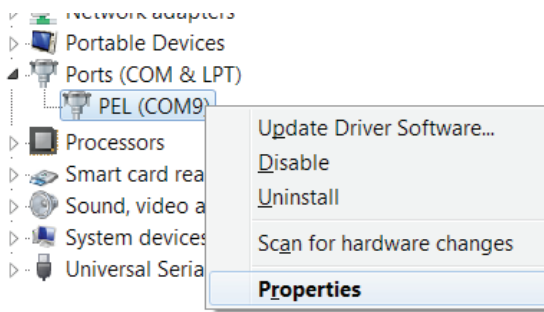 Network adapters
Portable Devices
Ports (COM & LPT)
PEL (COM9)
Processors
Smart card rea
Sound, video a
System devices
Universal Seria
Update Driver Software...
Disable
Uninstall
Scan for hardware changes
Properties